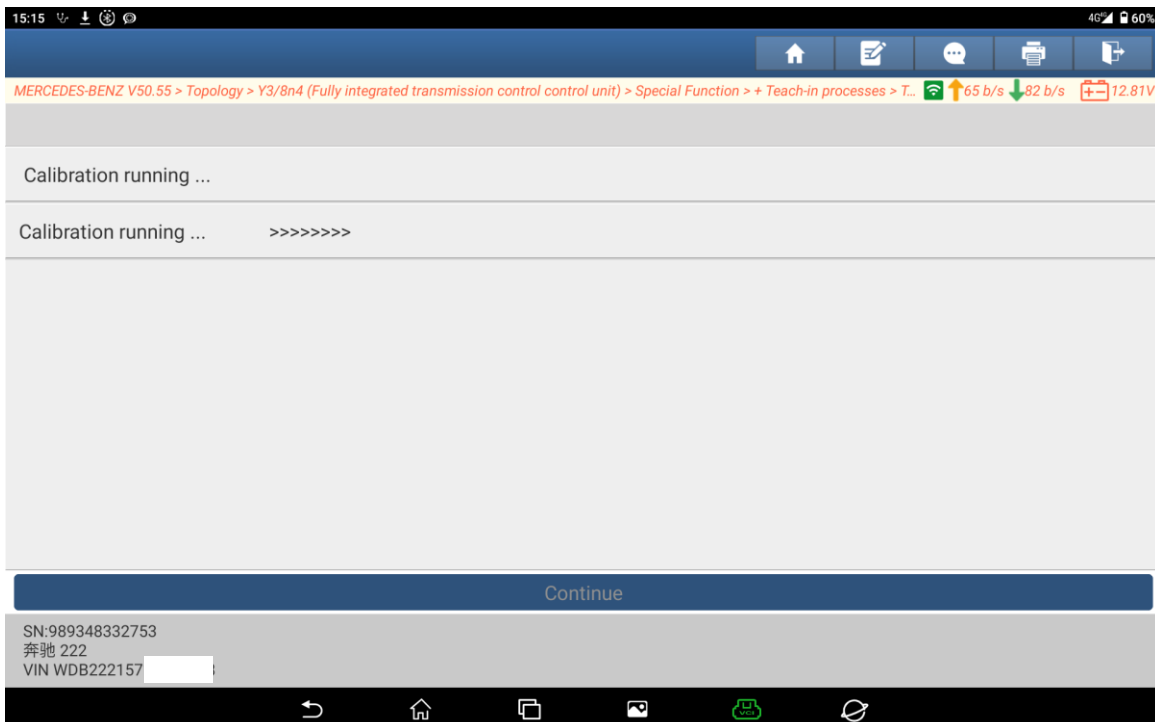 15:15
4G 60%
MERCEDES-BENZ V50.55 > Topology > Y3/8n4 (Fully integrated transmission control control unit) > Special Function > + Teach-in processes > T... 65 b/s 82 b/s 12.81V
Calibration running ...
Calibration running ... >>>>>>>>
Continue
SN:989348332753
奔驰 222
VIN WDB222157
VCI